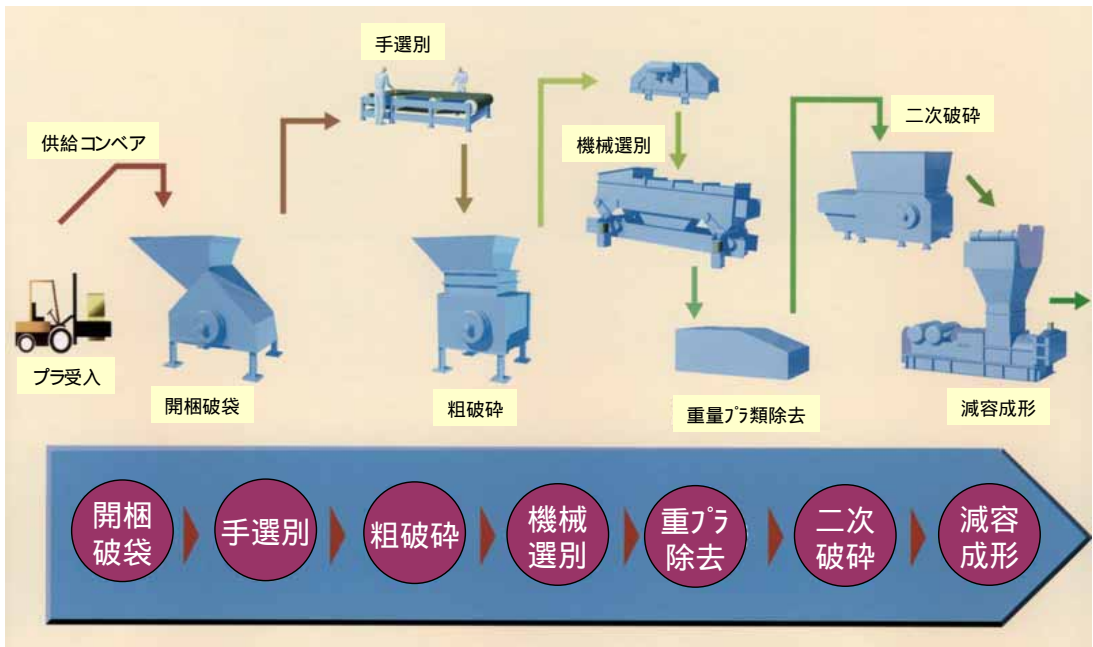 手選別
供給コンベア
機械選別
二次破砕
プラ受入
開梱破袋
粗破砕
重量プラ類除去
減容成形
開梱
破袋
手選別
粗破砕
機械
選別
重プラ
除去
二次
破砕
減容
成形